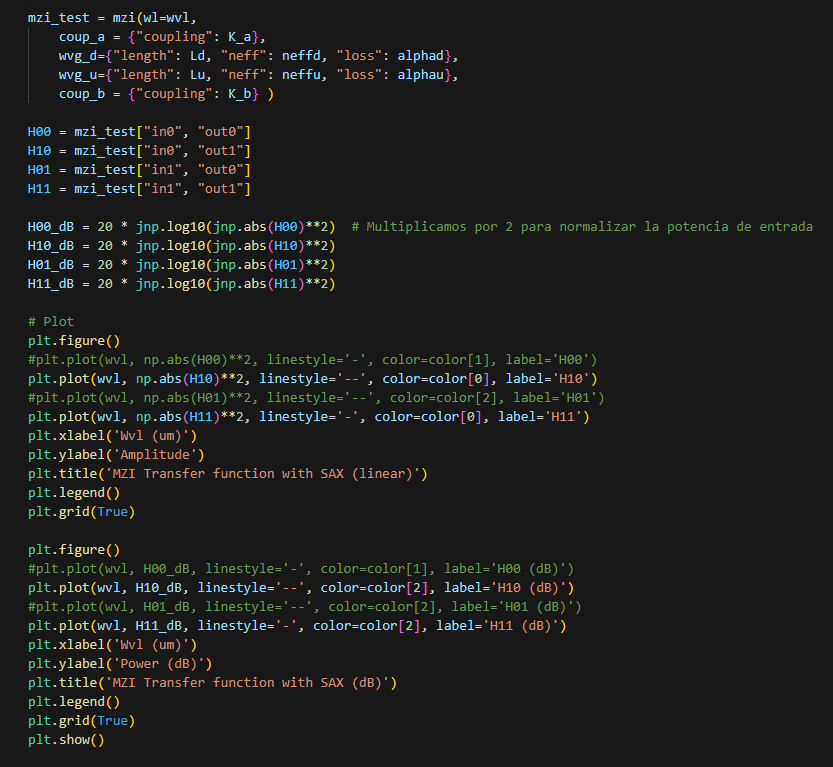 mzi_test = mzi(wl=wvl,
    coup_a = {"coupling": K_a},
    wvg_d={"length": Ld, "neff": neffd, "loss": alphad},
    wvg_u={"length": Lu, "neff": neffu, "loss": alphau},
    coup_b = {"coupling": K_b} )

H00 = mzi_test["in0", "out0"]
H10 = mzi_test["in0", "out1"]
H01 = mzi_test["in1", "out0"]
H11 = mzi_test["in1", "out1"]

H00_dB = 20 * jnp.log10(jnp.abs(H00)**2)  # Multiplicamos por 2 para normalizar la potencia de entrada
H10_dB = 20 * jnp.log10(jnp.abs(H10)**2)
H01_dB = 20 * jnp.log10(jnp.abs(H01)**2)
H11_dB = 20 * jnp.log10(jnp.abs(H11)**2)

# Plot
plt.figure()
#plt.plot(wvl, np.abs(H00)**2, linestyle='-', color=color[1], label='H00')
plt.plot(wvl, np.abs(H10)**2, linestyle='--', color=color[0], label='H10')
#plt.plot(wvl, np.abs(H01)**2, linestyle='--', color=color[2], label='H01')
plt.plot(wvl, np.abs(H11)**2, linestyle='-', color=color[0], label='H11')
plt.xlabel('Wvl (um)')
plt.ylabel('Amplitude')
plt.title('MZI Transfer function with SAX (linear)')
plt.legend()
plt.grid(True)

plt.figure()
#plt.plot(wvl, H00_dB, linestyle='-', color=color[1], label='H00 (dB)')
plt.plot(wvl, H10_dB, linestyle='--', color=color[2], label='H10 (dB)')
#plt.plot(wvl, H01_dB, linestyle='--', color=color[2], label='H01 (dB)')
plt.plot(wvl, H11_dB, linestyle='-', color=color[2], label='H11 (dB)')
plt.xlabel('Wvl (um)')
plt.ylabel('Power (dB)')
plt.title('MZI Transfer function with SAX (dB)')
plt.legend()
plt.grid(True)
plt.show()